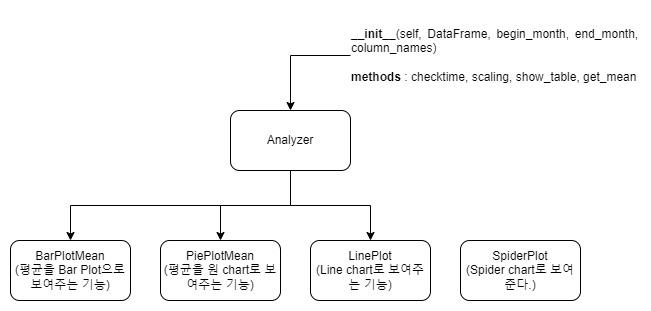 __init__(self, DataFrame, begin_month, end_month,
column_names)
methods : checktime, scaling, show_table, get_mean
Analyzer
BarPlotMean
(평균을 Bar Plot으로
보여주는 기능)
PiePlotMean
(평균을 원 chart로 보
여주는 기능)
LinePlot
(Line chart로 보여주
는 기능)
SpiderPlot
(Spider chart로 보여
준다.)